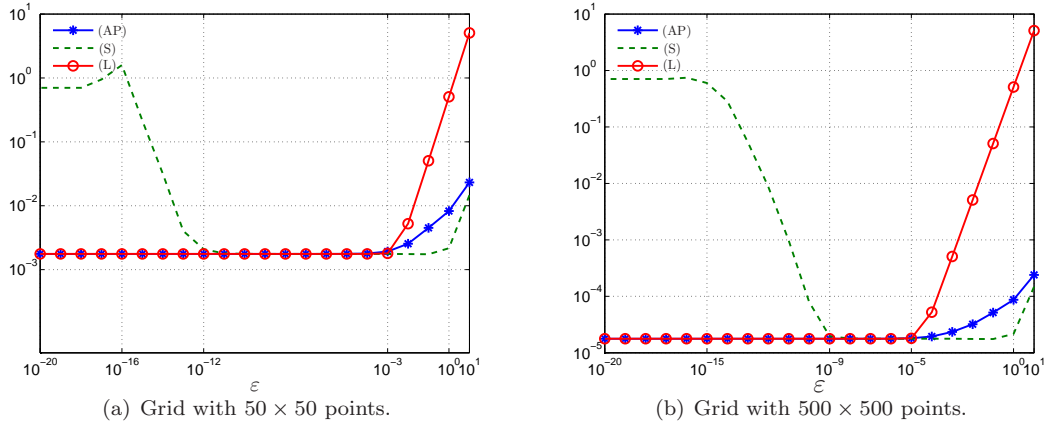 10^1
10^0
10^-1
10^-2
10^-3
(AP)
(S)
(L)
10^-20
10^-16
10^-12
10^-3
10^0
10^1
ε
(a) Grid with 50 × 50 points.
10^1
10^0
10^-1
10^-2
10^-3
10^-4
10^-5
(AP)
(S)
(L)
10^-20
10^-15
10^-9
10^-5
10^0
10^1
ε
(b) Grid with 500 × 500 points.